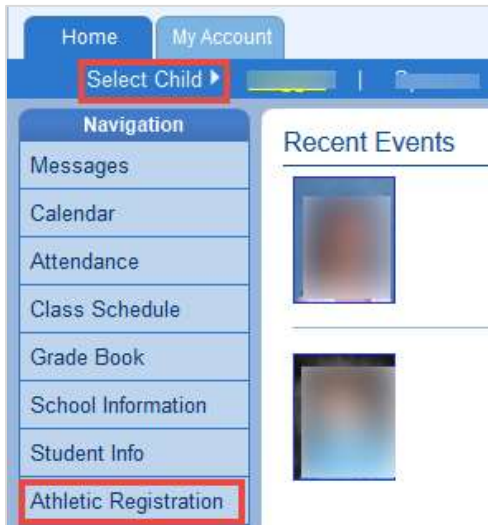 Home My Account
Select Child |
Navigation
Messages
Calendar
Attendance
Class Schedule
Grade Book
School Information
Student Info
Athletic Registration
Recent Events